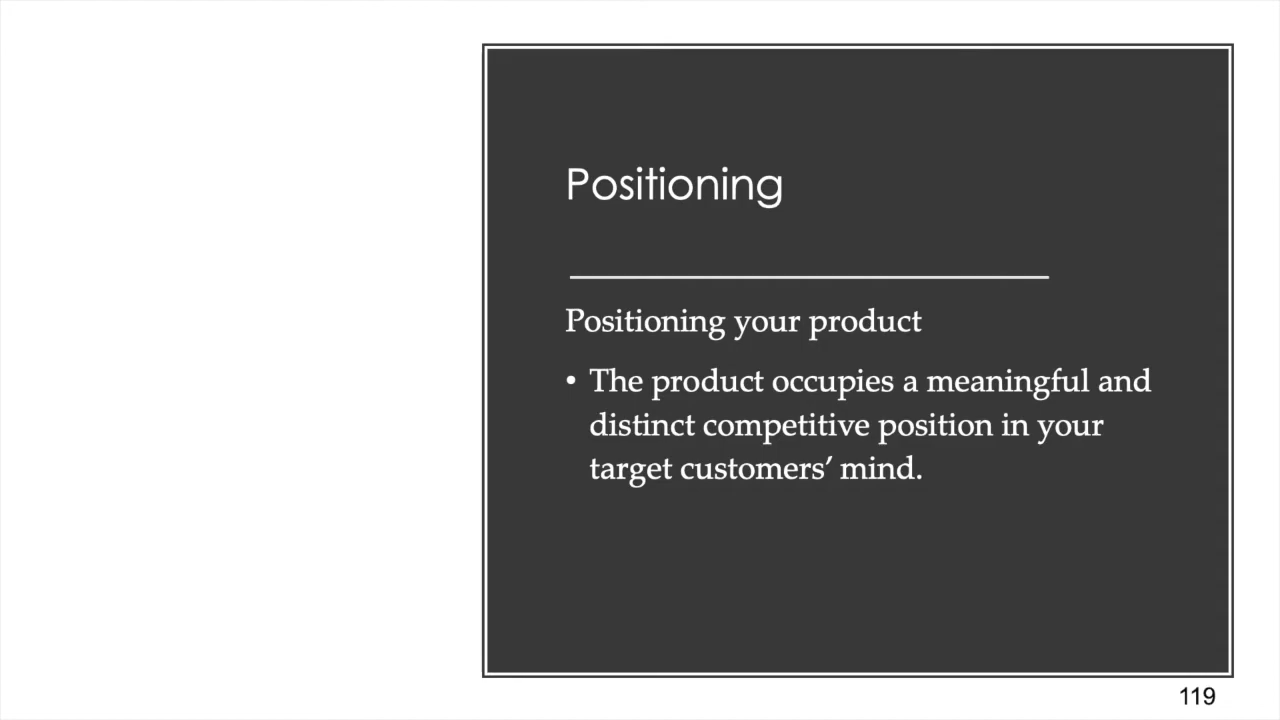 Positioning
Positioning your product
• The product occupies a meaningful and
distinct competitive position in your
target customers’ mind.
119